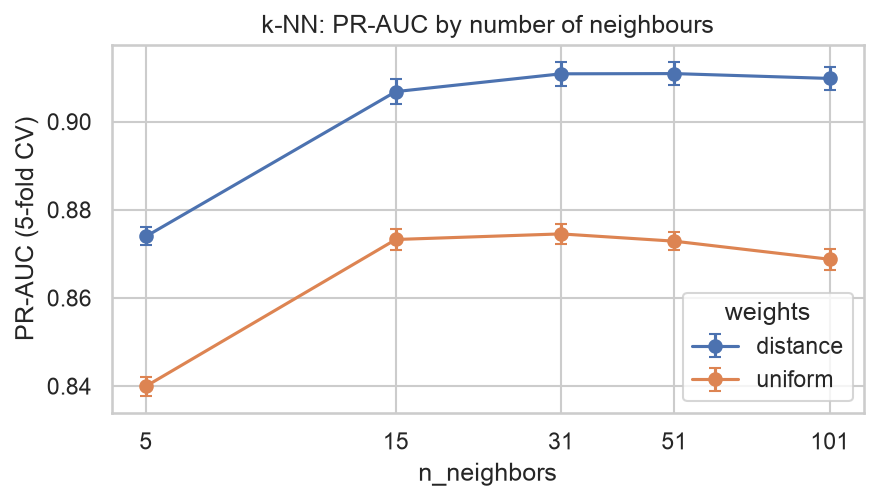 k-NN: PR-AUC by number of neighbours
PR-AUC (5-fold CV)
0.90
0.88
0.86
0.84
weights
distance
uniform
5 15 31 51 101
n_neighbors